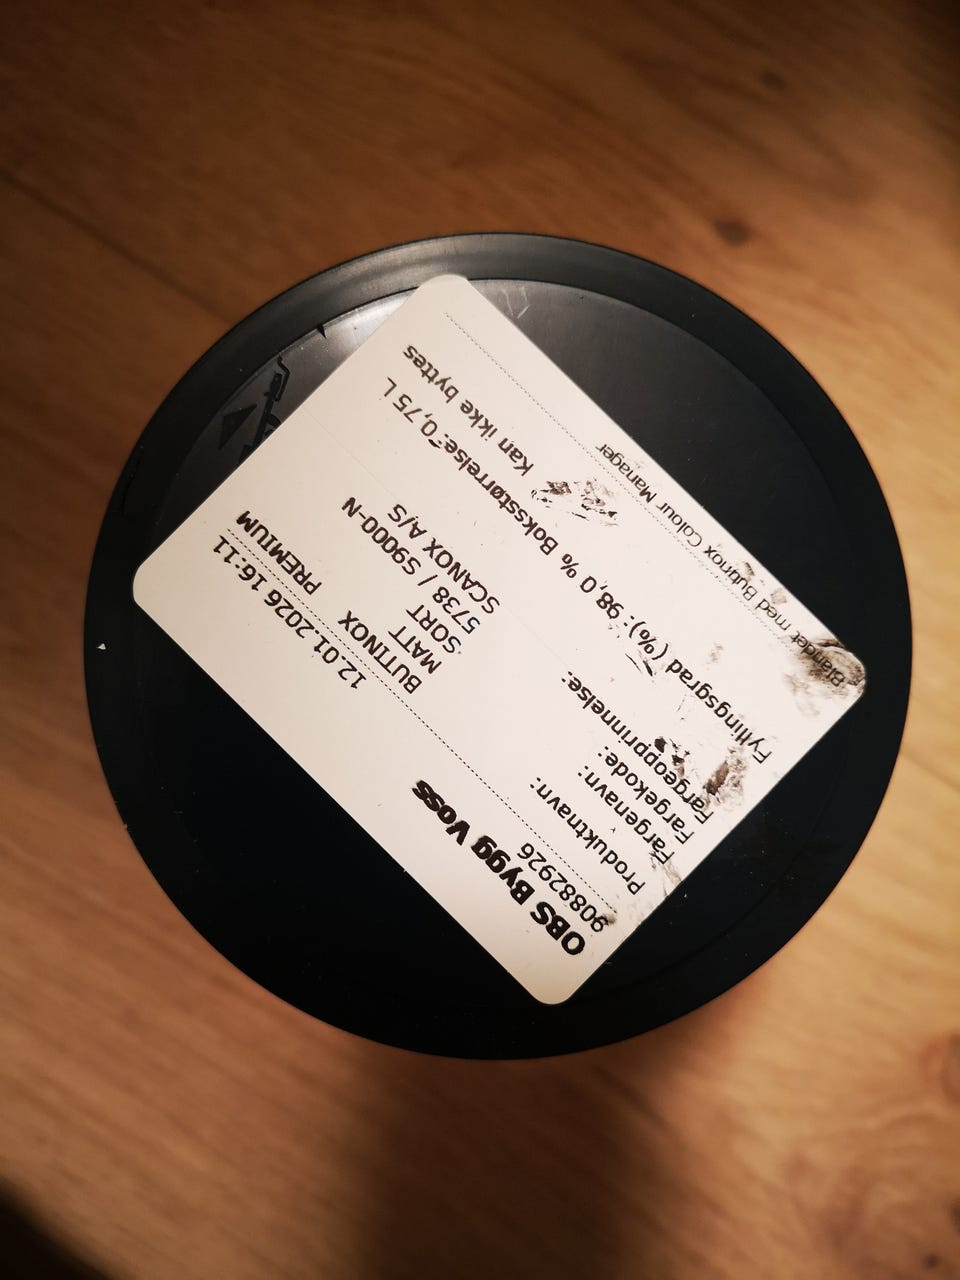 OBS Bygg Voss
90882926 12.01.2026 16:11
Produktnavn: BUTINOX PREMIUM
MATT
Fargenavn: SORT
Fargekode: 5738 / S9000-N
Fargeopprinnelse: SCANOX A/S
Fyllingsgrad (%): 98,0 % Boksstørrelse: 0,75 L
Kan ikke byttes
Blandet med Butinox Colour Manager